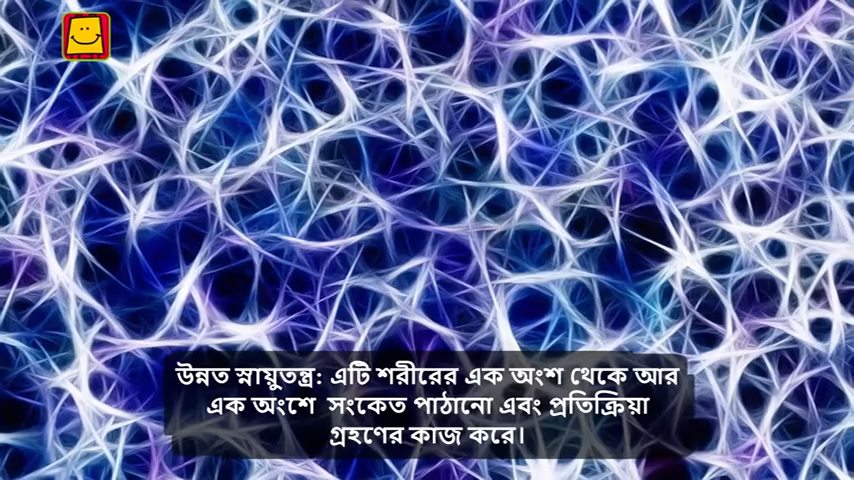 উন্নত স্নায়ুতন্ত্র: এটি শরীরের এক অংশ থেকে আর
এক অংশে সংকেত পাঠানো এবং প্রতিক্রিয়া
গ্রহণের কাজ করে।